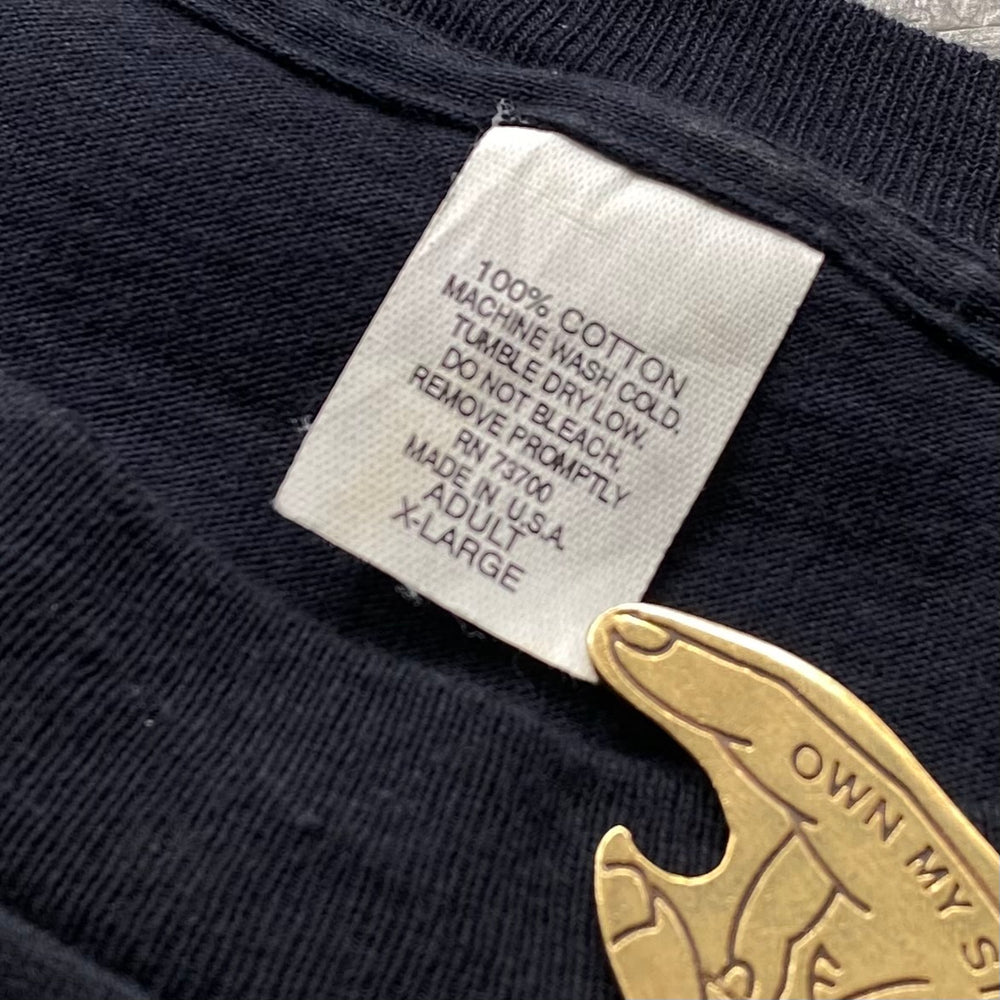 100% COTTON
MACHINE WASH COLD.
TUMBLE DRY LOW.
DO NOT BLEACH.
REMOVE PROMPTLY
RN 73700
MADE IN U.S.A.
ADULT
X-LARGE
OWN MY